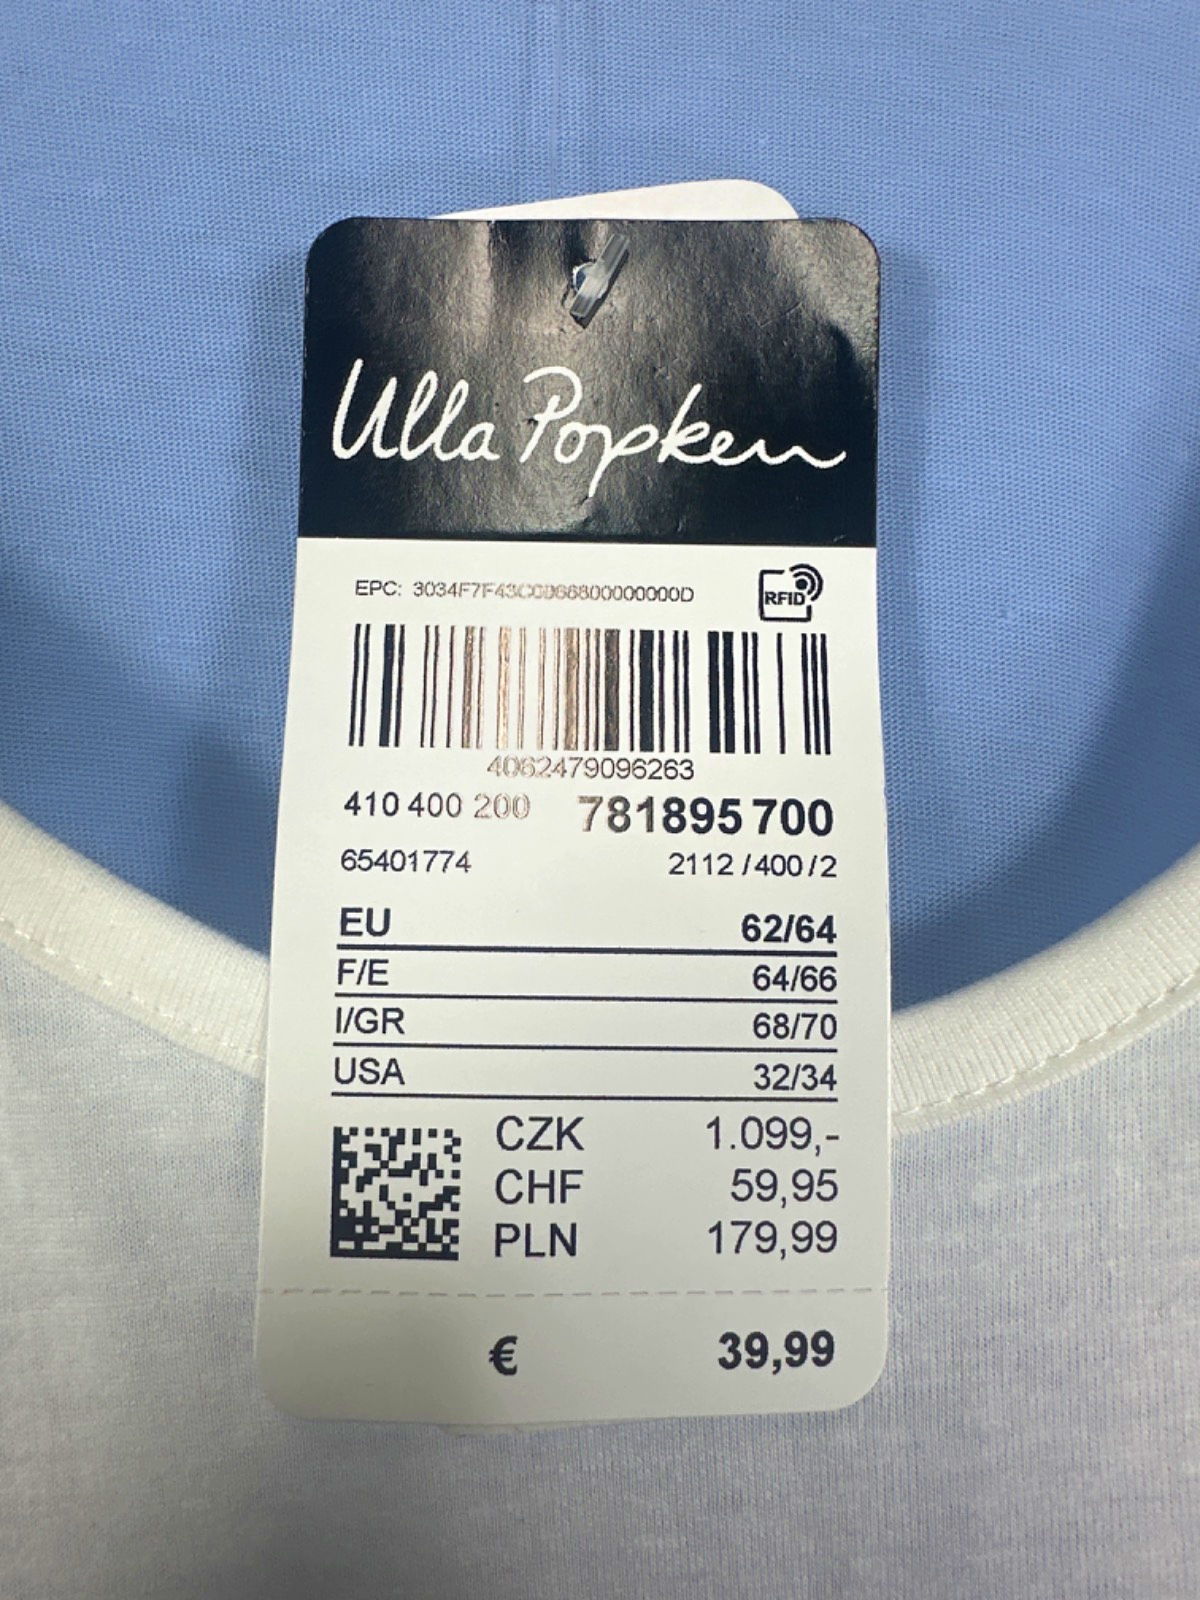 Ulla Popken
EPC:
RFID
4062479096263
410 400 200 781895 700
65401774 2112 / 400 / 2
EU 62/64
F/E 64/66
I/GR 68/70
USA 32/34
CZK 1.099,-
CHF 59,95
PLN 179,99
€ 39,99